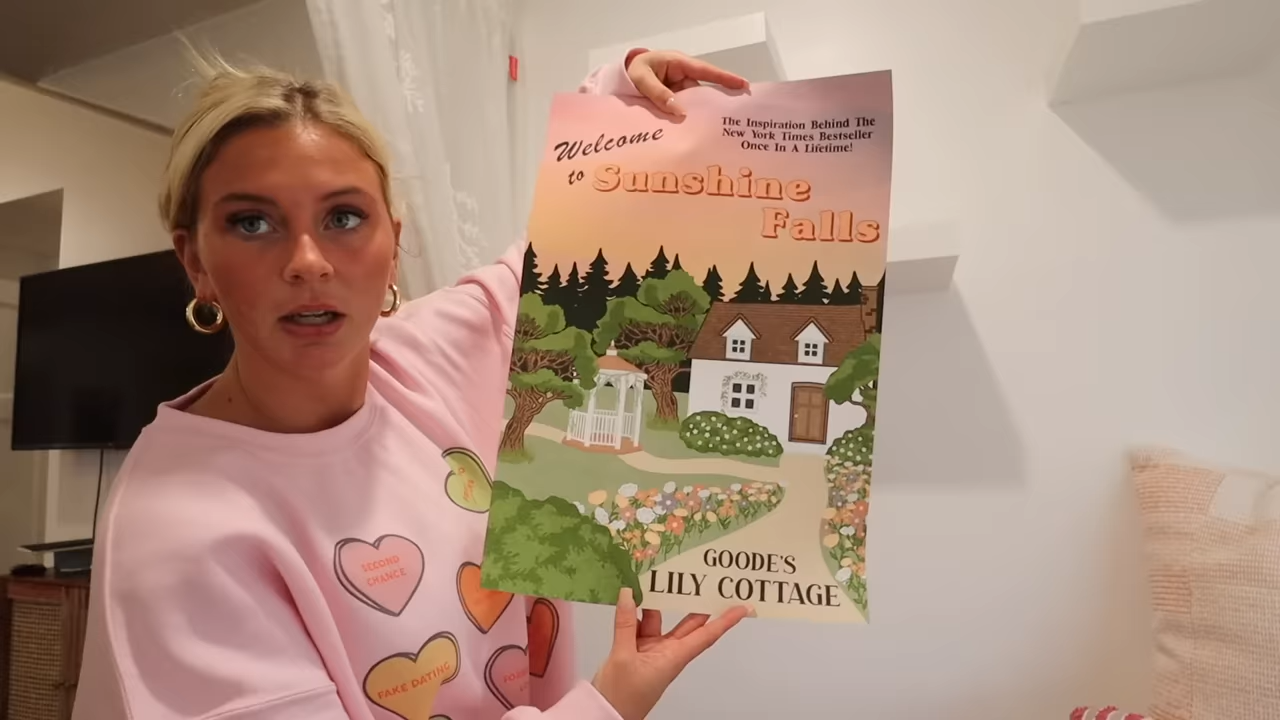 Welcome
to Sunshine
Falls
The Inspiration Behind The
New York Times Bestseller
Once In A Lifetime!
GOODE'S
LILY COTTAGE
SECOND
CHANCE
FAKE DATING